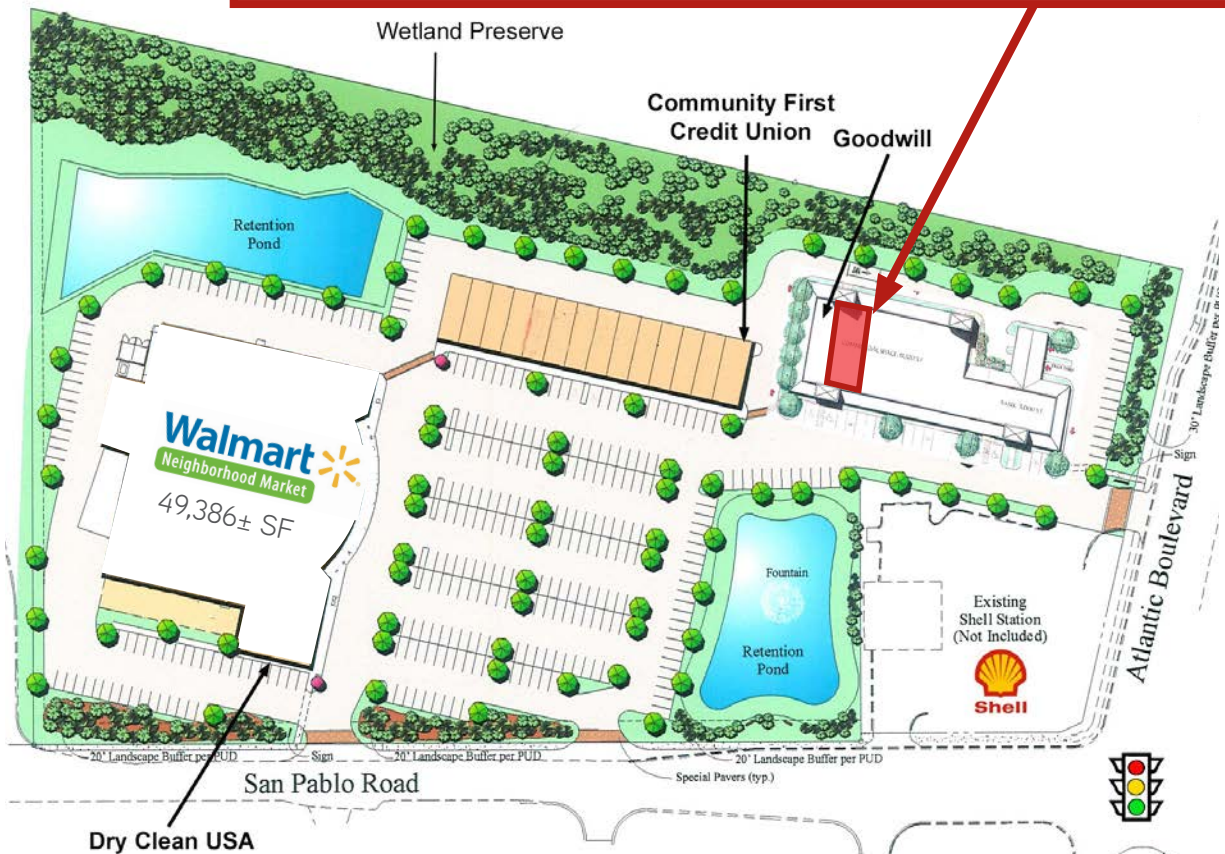 Wetland Preserve
Community First
Credit Union
Goodwill
Retention
Pond
Walmart
Neighborhood Market
49,386± SF
30' Landscape Buffer per PUD
Sign
Atlantic Boulevard
Fountain
Retention
Pond
Existing
Shell Station
(Not Included)
Shell
20' Landscape Buffer per PUD
Sign
20' Landscape Buffer per PUD
20' Landscape Buffer per PUD
Special Pavers (typ.)
San Pablo Road
Dry Clean USA